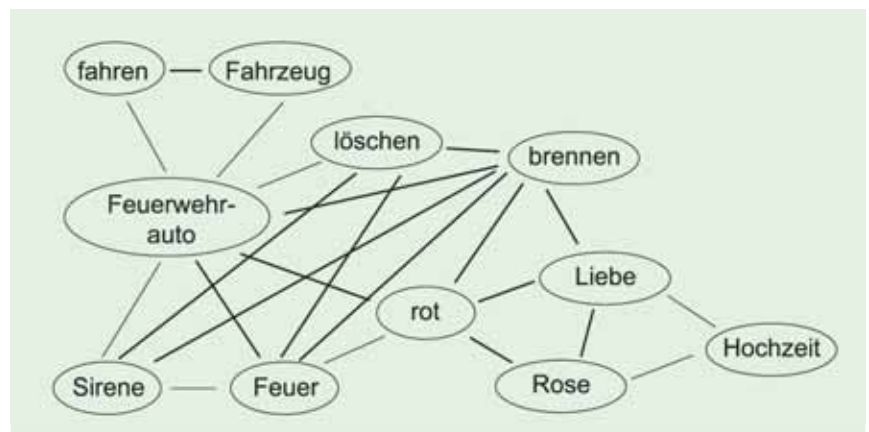 fahren
Fahrzeug
löschen
brennen
Feuerwehr-
auto
Liebe
rot
Hochzeit
Sirene
Feuer
Rose